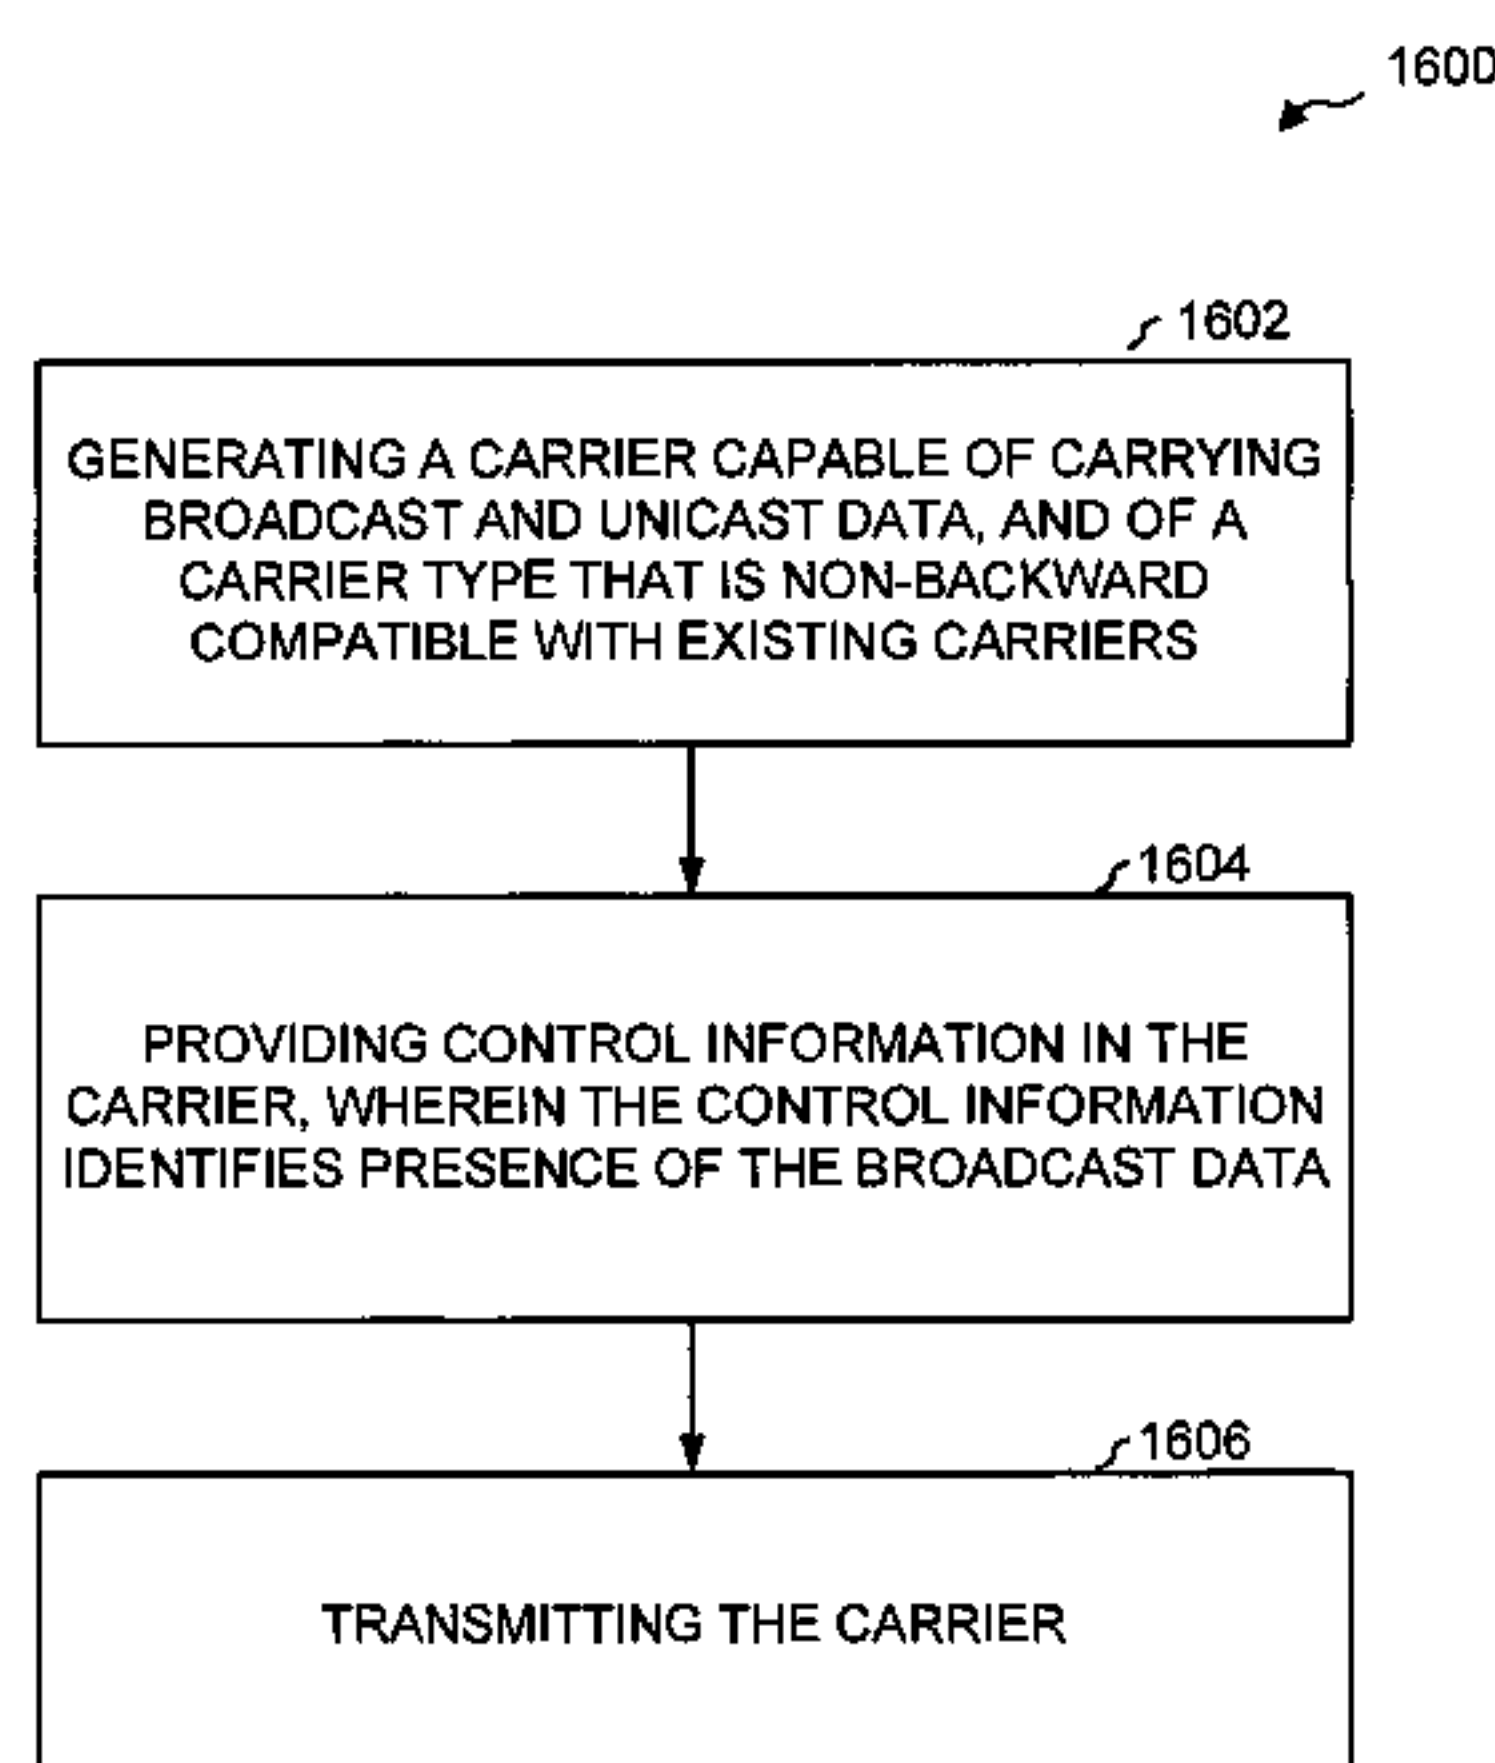 1600
1602
GENERATING A CARRIER CAPABLE OF CARRYING
BROADCAST AND UNICAST DATA, AND OF A
CARRIER TYPE THAT IS NON-BACKWARD
COMPATIBLE WITH EXISTING CARRIERS
1604
PROVIDING CONTROL INFORMATION IN THE
CARRIER, WHEREIN THE CONTROL INFORMATION
IDENTIFIES PRESENCE OF THE BROADCAST DATA
1606
TRANSMITTING THE CARRIER